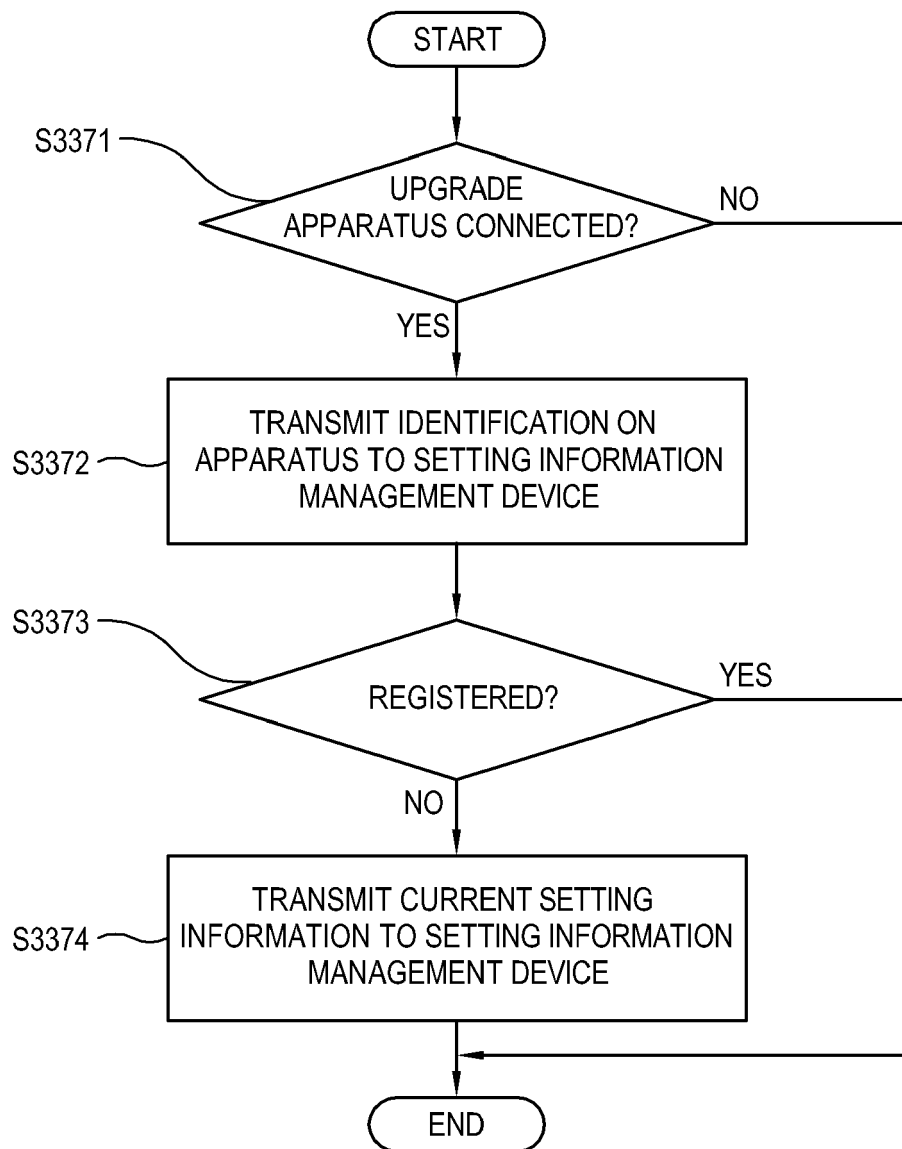 START
S3371
UPGRADE
APPARATUS CONNECTED?
NO
YES
TRANSMIT IDENTIFICATION ON
APPARATUS TO SETTING INFORMATION
MANAGEMENT DEVICE
S3372
S3373
REGISTERED?
YES
NO
TRANSMIT CURRENT SETTING
INFORMATION TO SETTING INFORMATION
MANAGEMENT DEVICE
S3374
END